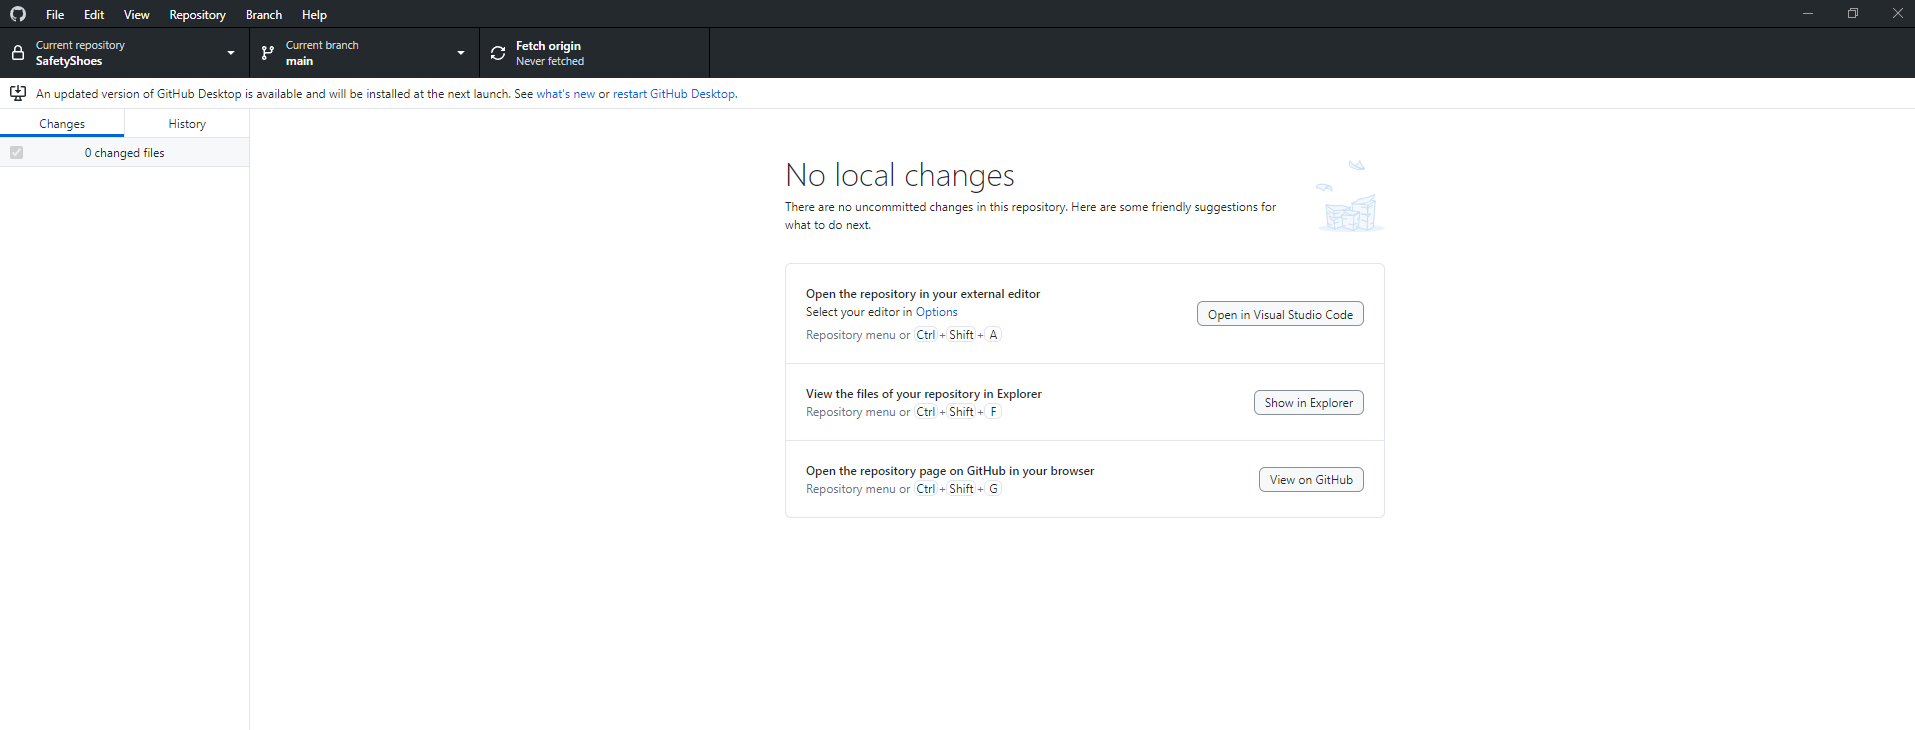 File Edit View Repository Branch Help
Current repository
SafetyShoes
Current branch
main
Fetch origin
Never fetched
An updated version of GitHub Desktop is available and will be installed at the next launch. See what's new or restart GitHub Desktop.
Changes History
0 changed files
No local changes
There are no uncommitted changes in this repository. Here are some friendly suggestions for
what to do next.
Open the repository in your external editor
Select your editor in Options
Repository menu or Ctrl + Shift + A
Open in Visual Studio Code
View the files of your repository in Explorer
Repository menu or Ctrl + Shift + F
Show in Explorer
Open the repository page on GitHub in your browser
Repository menu or Ctrl + Shift + G
View on GitHub